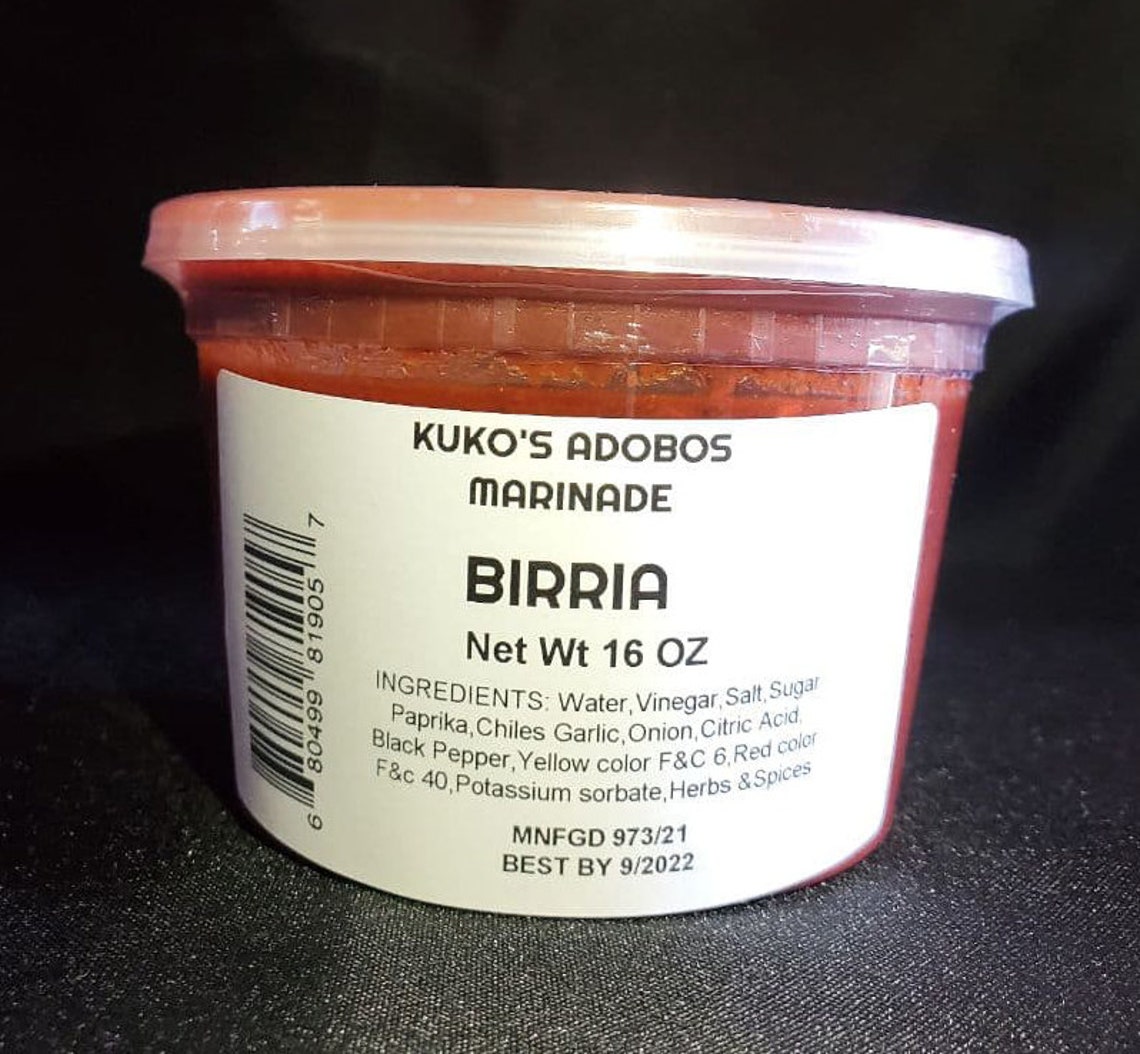 KUKO'S ADOBOS
MARINADE
BIRRIA
Net Wt 16 OZ
INGREDIENTS: Water,Vinegar,Salt,Sugar
Paprika,Chiles Garlic,Onion,Citric Acid,
Black Pepper,Yellow color F&C 6,Red color
F&c 40,Potassium sorbate,Herbs &Spices
MNFGD 973/21
BEST BY 9/2022
6 80499 81905 7